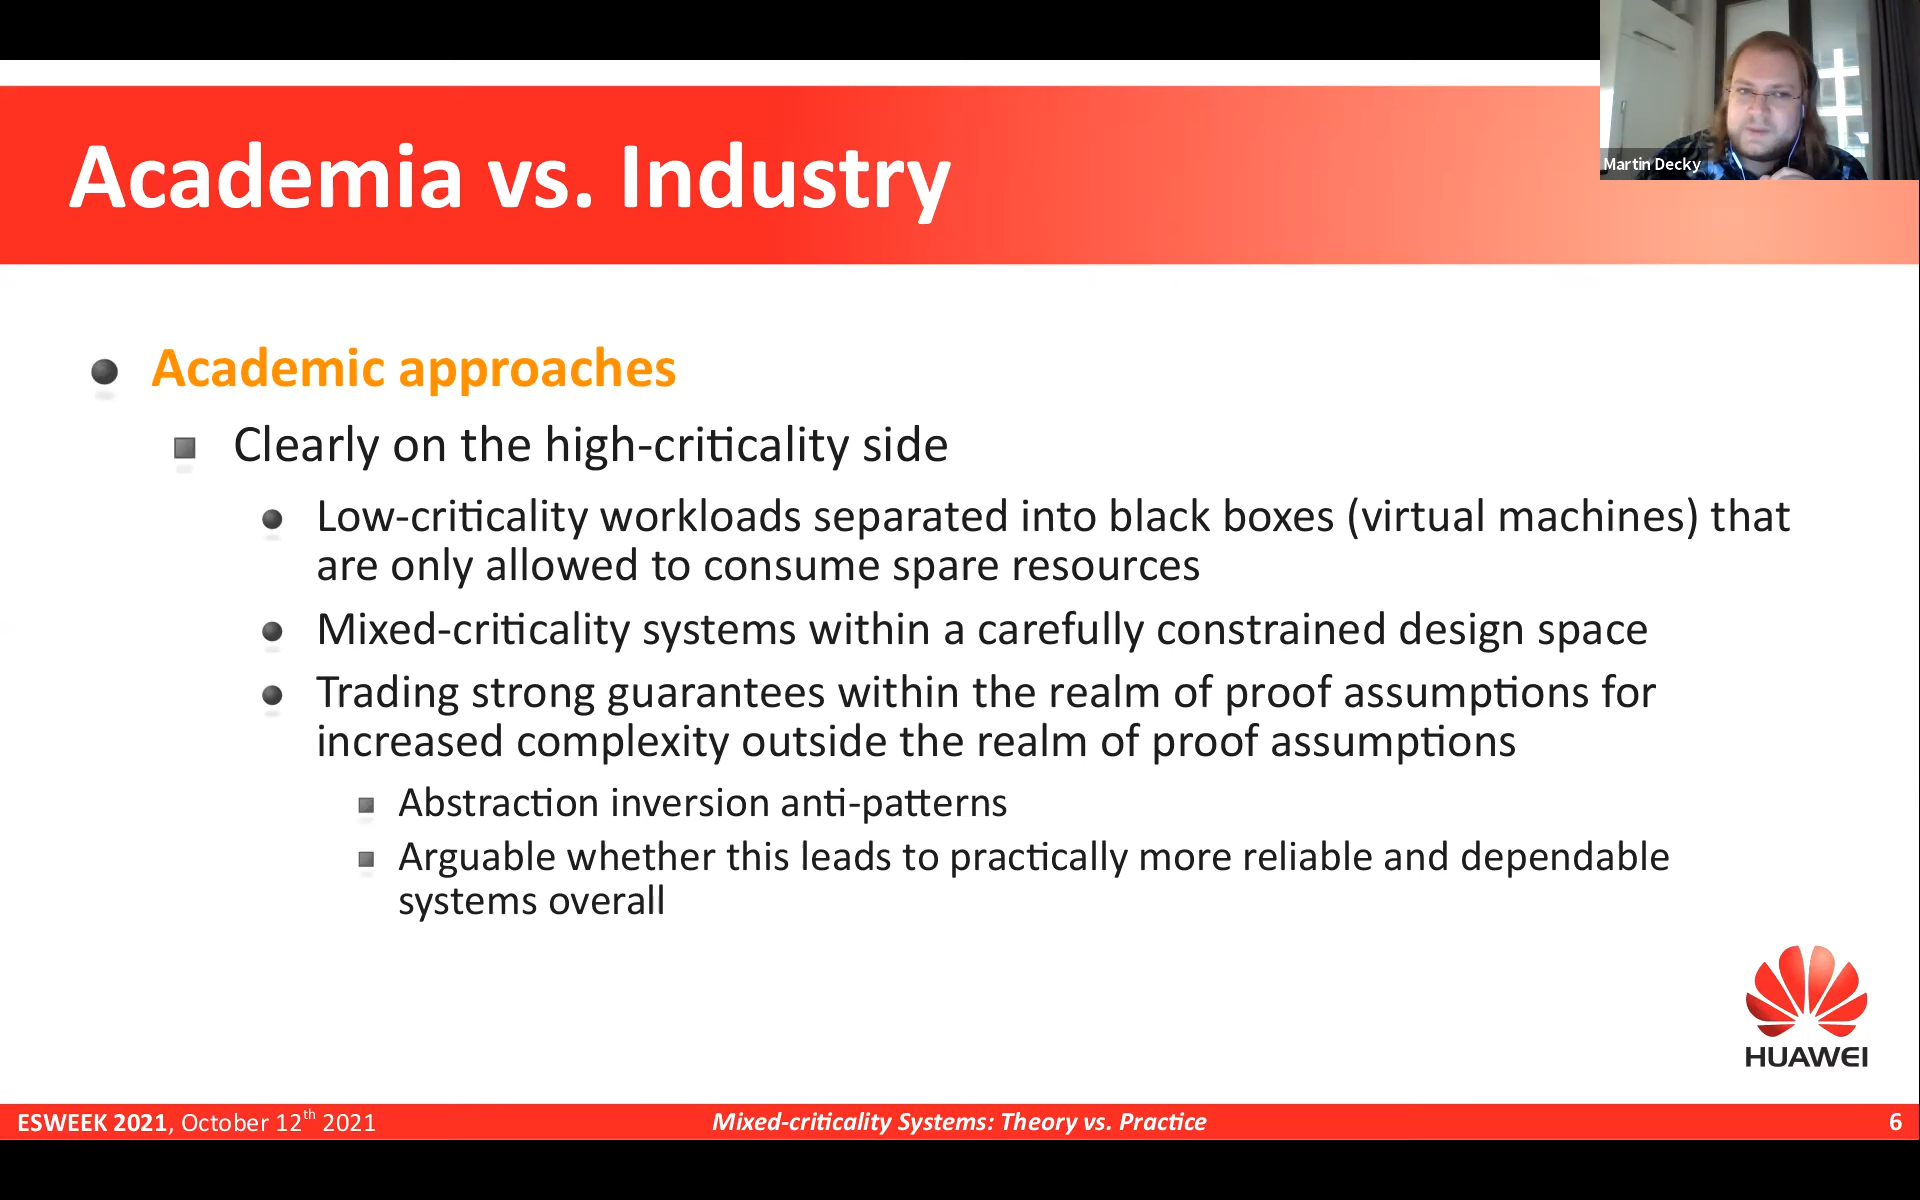 Martin Decky
Academia vs. Industry
Academic approaches
Clearly on the high-criticality side
Low-criticality workloads separated into black boxes (virtual machines) that
are only allowed to consume spare resources
Mixed-criticality systems within a carefully constrained design space
Trading strong guarantees within the realm of proof assumptions for
increased complexity outside the realm of proof assumptions
Abstraction inversion anti-patterns
Arguable whether this leads to practically more reliable and dependable
systems overall
HUAWEI
ESWEEK 2021, October 12th 2021
Mixed-criticality Systems: Theory vs. Practice
6